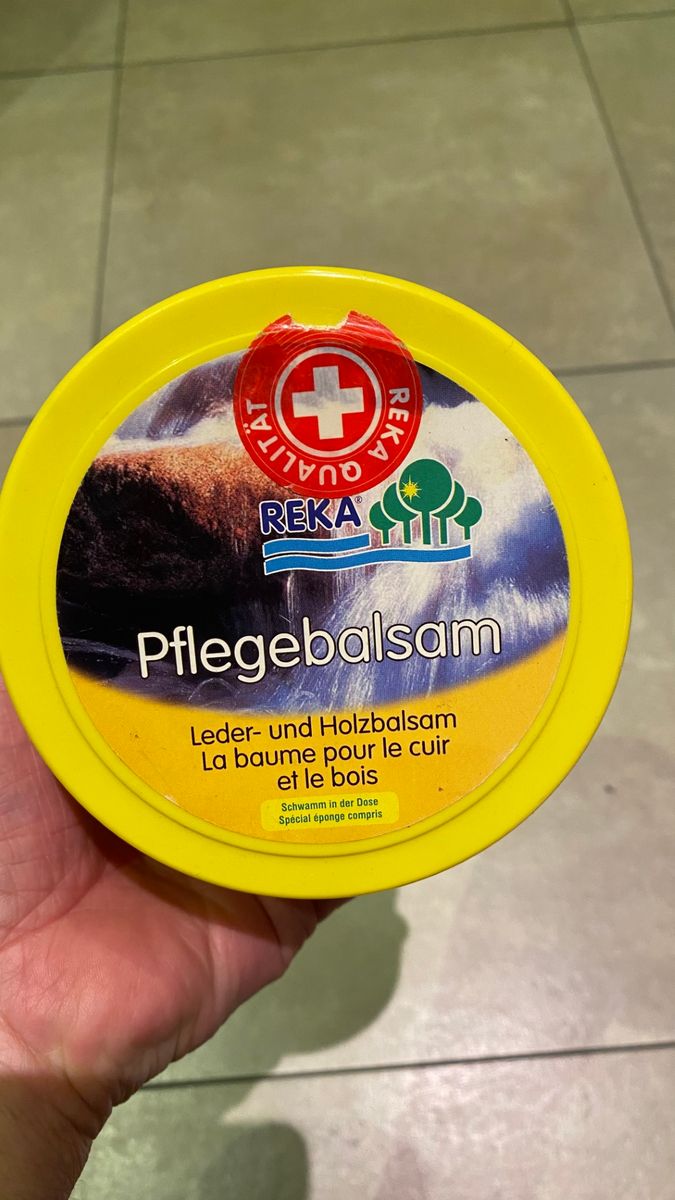 REKA QUALITÄT
REKA®
Pflegebalsam
Leder- und Holzbalsam
La baume pour le cuir
et le bois
Schwamm in der Dose
Spécial éponge compris